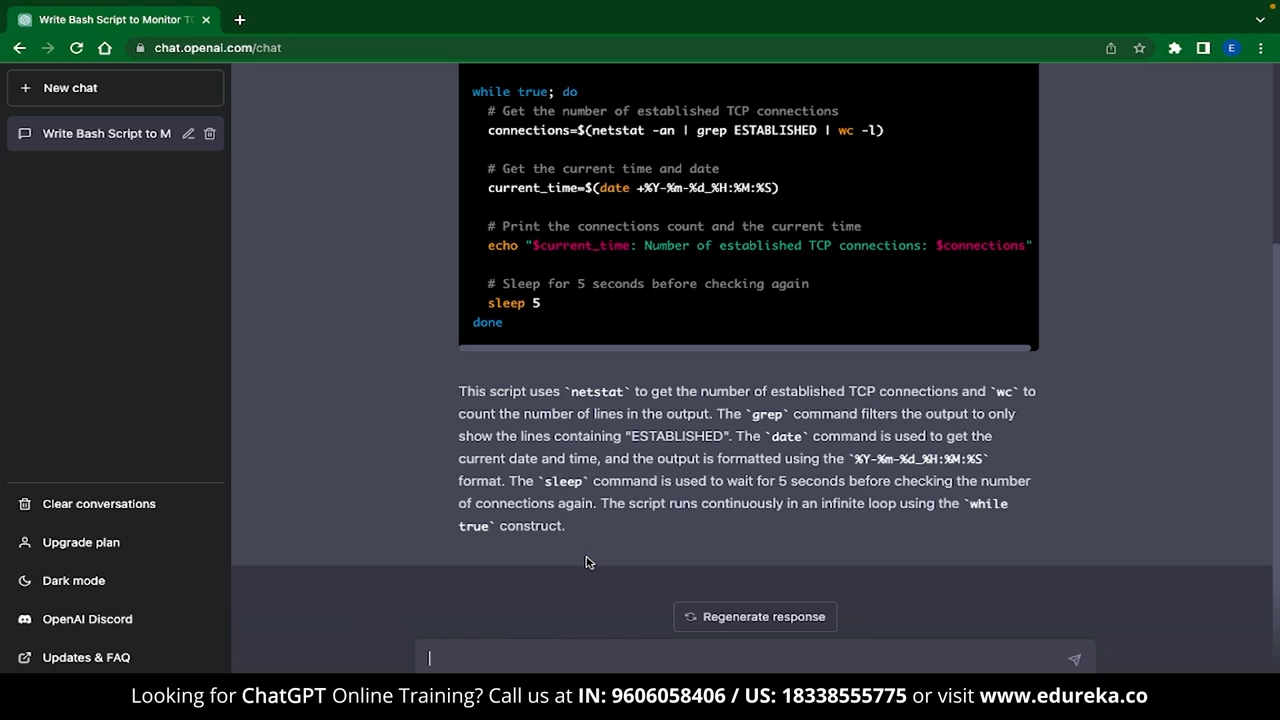 Write Bash Script to Monitor TC
chat.openai.com/chat
E
New chat
Write Bash Script to M
while true; do
# Get the number of established TCP connections
connections=$(netstat -an | grep ESTABLISHED | wc -l)
# Get the current time and date
current_time=$(date +%Y-%m-%d_%H:%M:%S)
# Print the connections count and the current time
echo "$current_time: Number of established TCP connections: $connections"
# Sleep for 5 seconds before checking again
sleep 5
done
This script uses `netstat` to get the number of established TCP connections and `wc` to
count the number of lines in the output. The `grep` command filters the output to only
show the lines containing "ESTABLISHED". The `date` command is used to get the
current date and time, and the output is formatted using the `%Y-%m-%d_%H:%M:%S`
format. The `sleep` command is used to wait for 5 seconds before checking the number
of connections again. The script runs continuously in an infinite loop using the `while
true` construct.
Clear conversations
Upgrade plan
Dark mode
OpenAI Discord
Updates & FAQ
Regenerate response
Looking for ChatGPT Online Training? Call us at IN: 9606058406 / US: 18338555775 or visit www.edureka.co